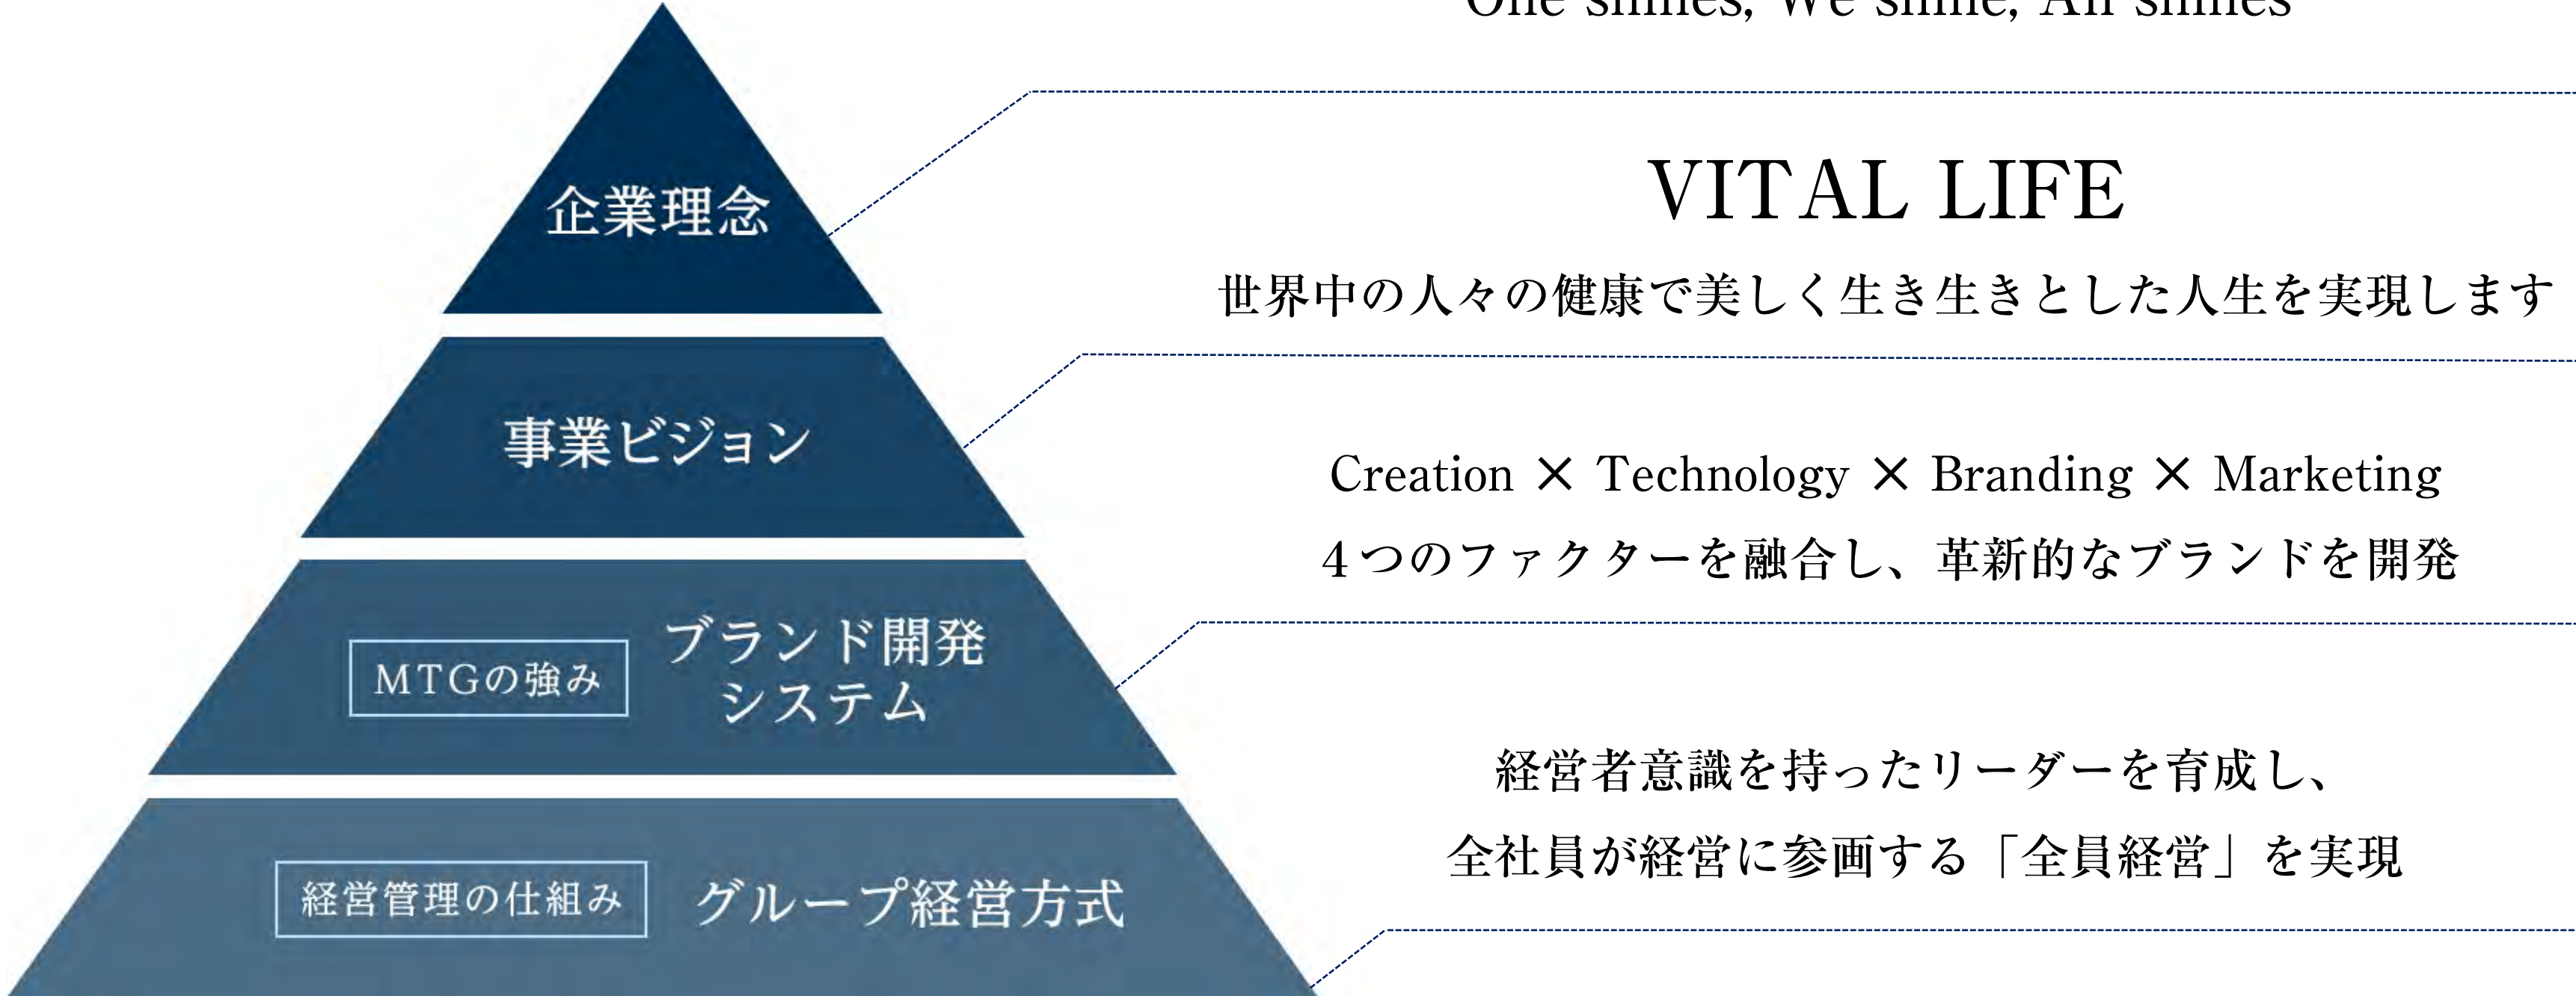 One shines, We shine, All shines
企業理念
VITAL LIFE
世界中の人々の健康で美しく生き生きとした人生を実現します
事業ビジョン
Creation × Technology × Branding × Marketing
４つのファクターを融合し、革新的なブランドを開発
MTGの強み
ブランド開発
システム
経営者意識を持ったリーダーを育成し、
全社員が経営に参画する「全員経営」を実現
経営管理の仕組み
グループ経営方式